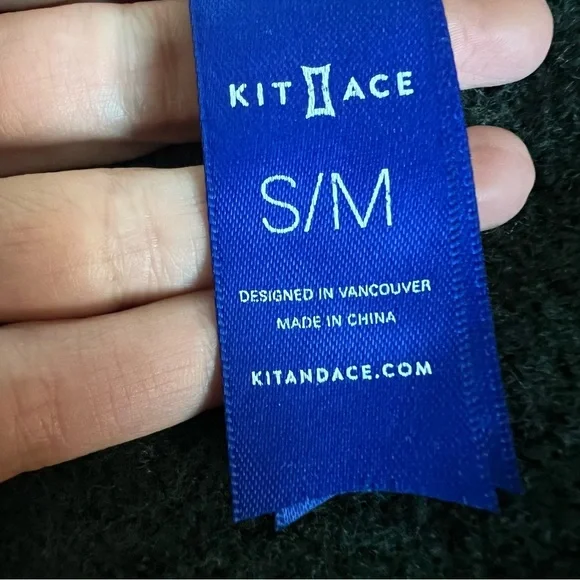 KIT ACE
S/M
DESIGNED IN VANCOUVER
MADE IN CHINA
KITANDACE.COM